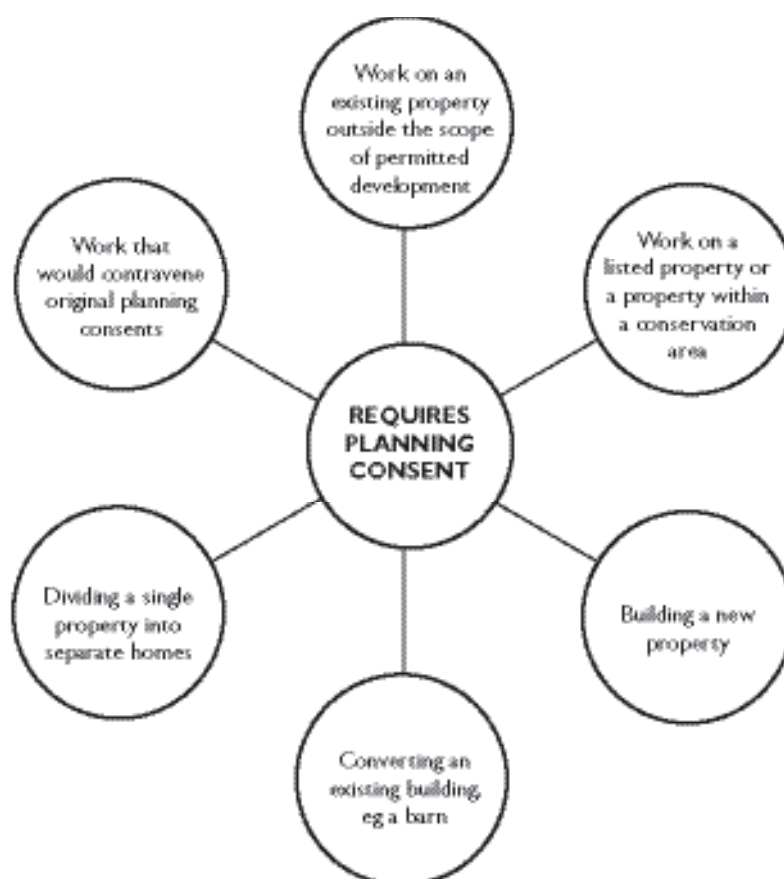 Work on an
existing property
outside the scope
of permitted
development
Work that
would contravene
original planning
consents
Work on a
listed property or
a property within
a conservation
area
REQUIRES
PLANNING
CONSENT
Dividing a single
property into
separate homes
Building a new
property
Converting an
existing building,
eg a barn